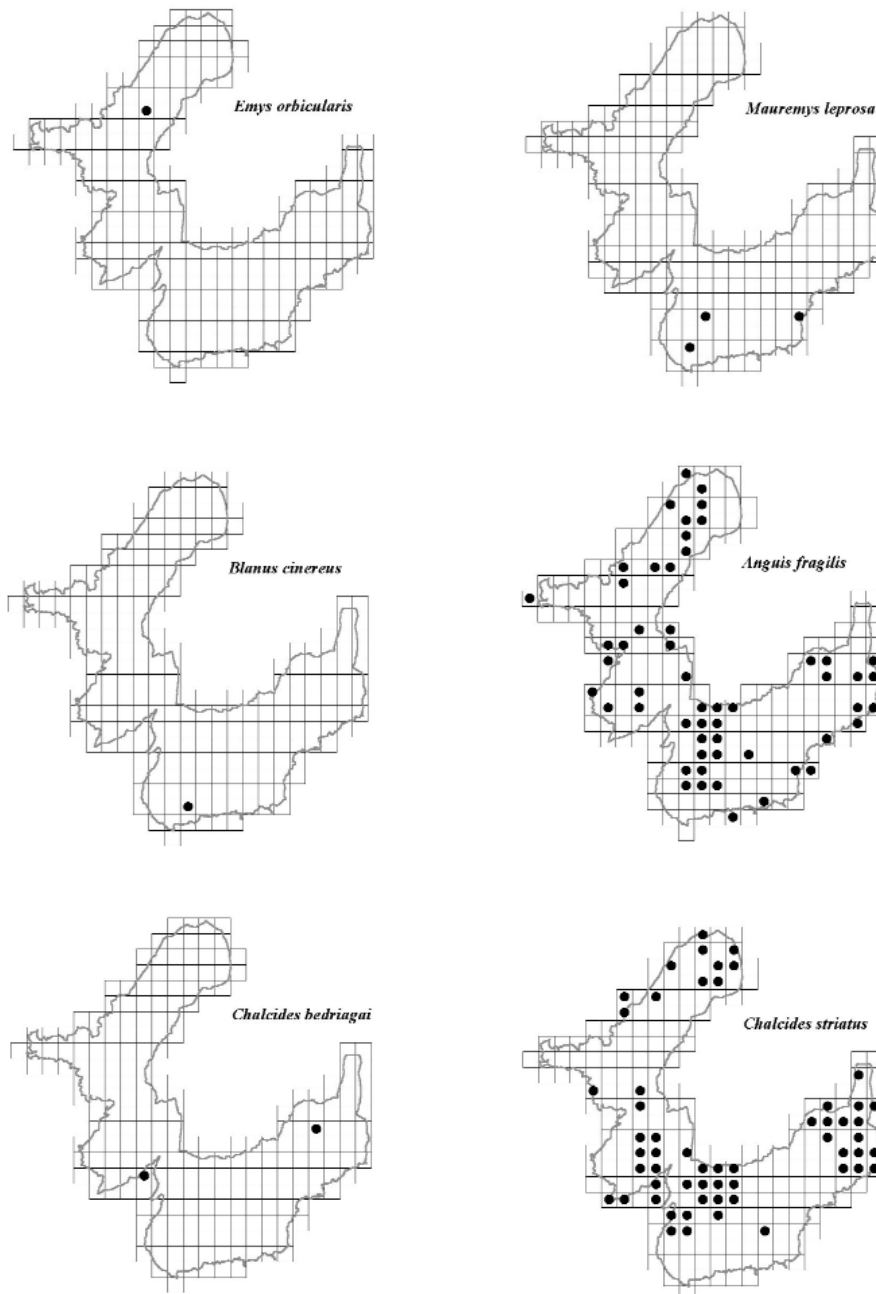 Emys orbicularis
Mauremys leprosa
Blanus cinereus
Anguis fragilis
Chalcides bedriagai
Chalcides striatus